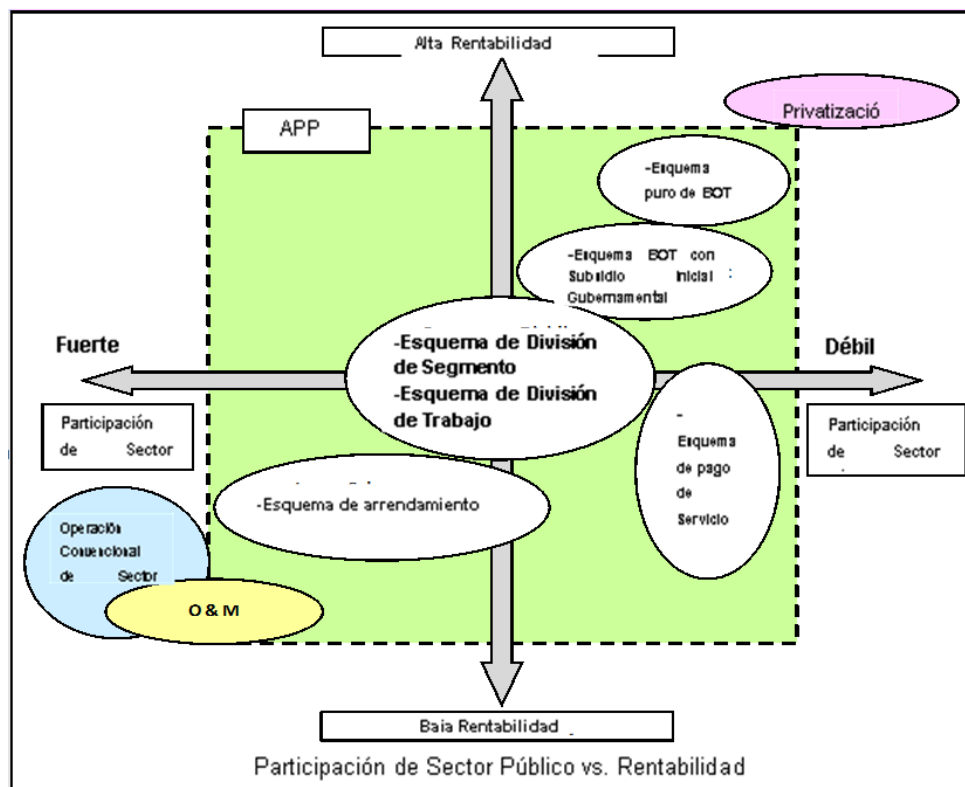 Alta Rentabilidad
Privatizació
APP
-Esquema
puro de BOT
-Esquema BOT con
Subsidio Inicial
Gubernamental
Fuerte
Débil
-Esquema de División
de Segmento
-Esquema de División
de Trabajo
Participación
de Sector
Participación
de Sector
-
Esquema
de pago
de
Servicio
-Esquema de arrendamiento
Operación
Convencional
de Sector
O & M
Baja Rentabilidad
Participación de Sector Público vs. Rentabilidad